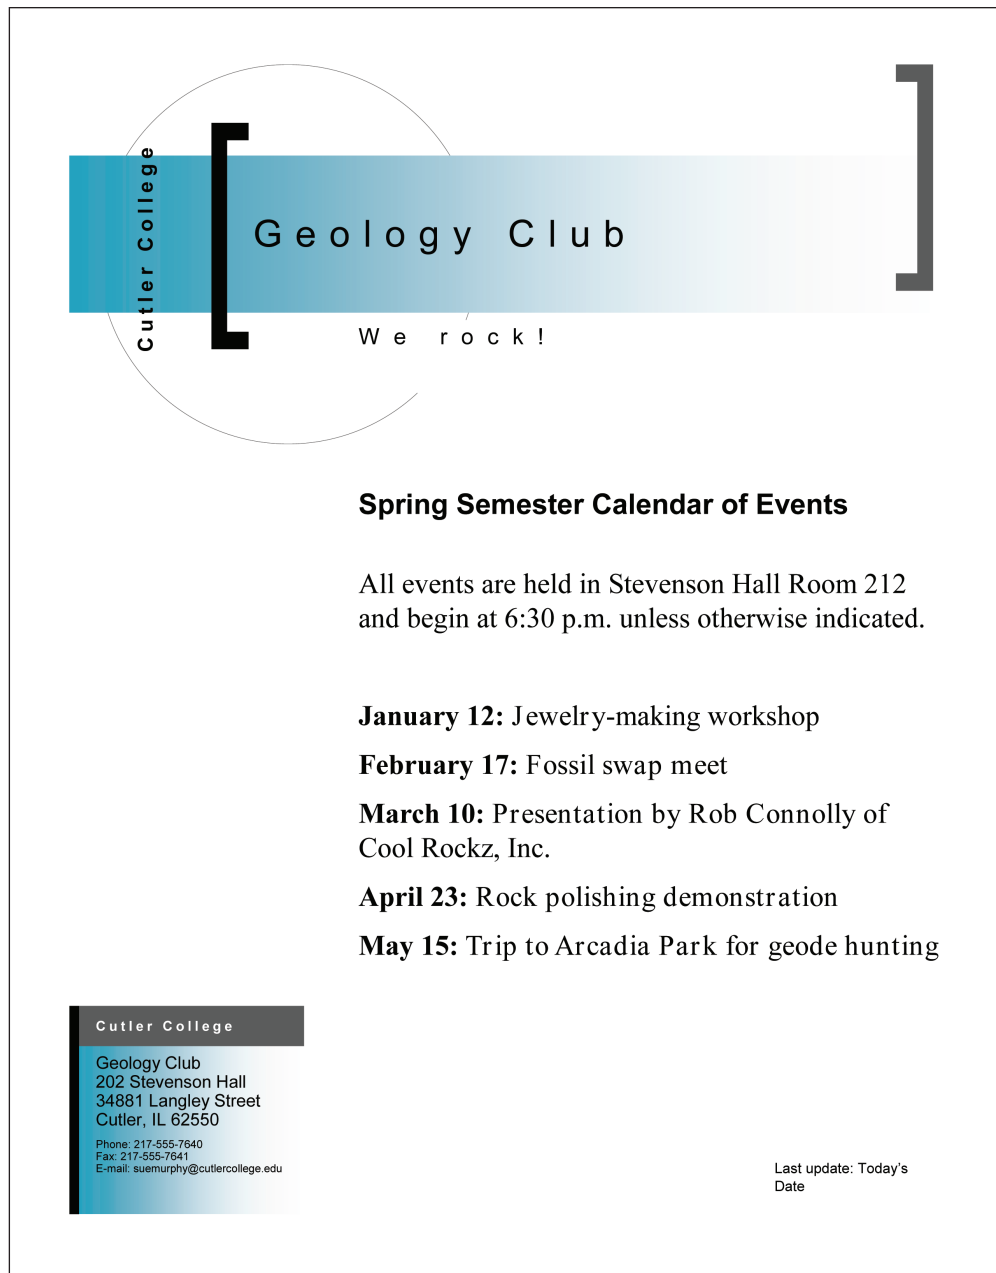 Cutler College
Geology Club
We rock!
Spring Semester Calendar of Events
All events are held in Stevenson Hall Room 212
and begin at 6:30 p.m. unless otherwise indicated.
January 12: Jewelry-making workshop
February 17: Fossil swap meet
March 10: Presentation by Rob Connolly of
Cool Rockz, Inc.
April 23: Rock polishing demonstration
May 15: Trip to Arcadia Park for geode hunting
Cutler College
Geology Club
202 Stevenson Hall
34881 Langley Street
Cutler, IL 62550
Phone: 217-555-7640
Fax: 217-555-7641
E-mail: suemurphy@cutlercollege.edu
Last update: Today’s
Date